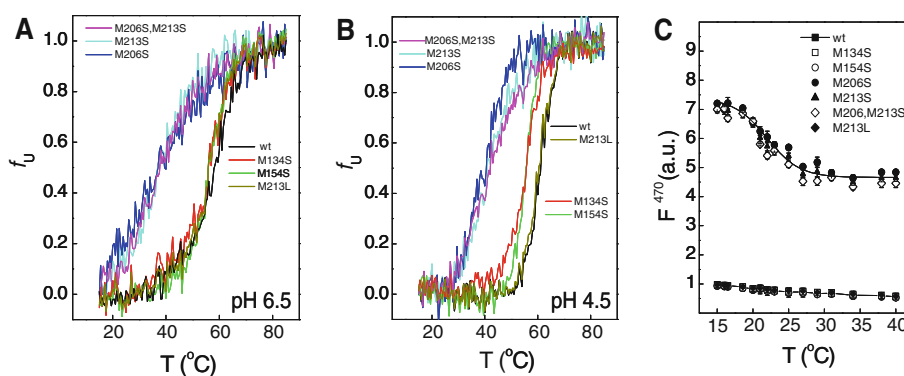 A
M206S,M213S
M213S
M206S
wt
M134S
M154S
M213L
pH 6.5
fu
1.0
0.8
0.6
0.4
0.2
0.0
20 40 60 80
T (°C)
B
M206S,M213S
M213S
M206S
wt
M213L
M134S
M154S
pH 4.5
fu
1.0
0.8
0.6
0.4
0.2
0.0
20 40 60 80
T (°C)
C
wt
M134S
M154S
M206S
M213S
M206,M213S
M213L
F470(a.u.)
9
7
5
4
3
1
15 20 25 30 35 40
T (°C)